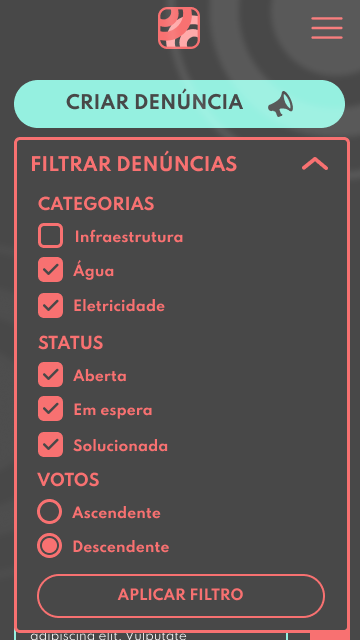 CRIAR DENÚNCIA
FILTRAR DENÚNCIAS
CATEGORIAS
Infraestrutura
Água
Eletricidade
STATUS
Aberta
Em espera
Solucionada
VOTOS
Ascendente
Descendente
APLICAR FILTRO
adipiscing elit. Vulputate